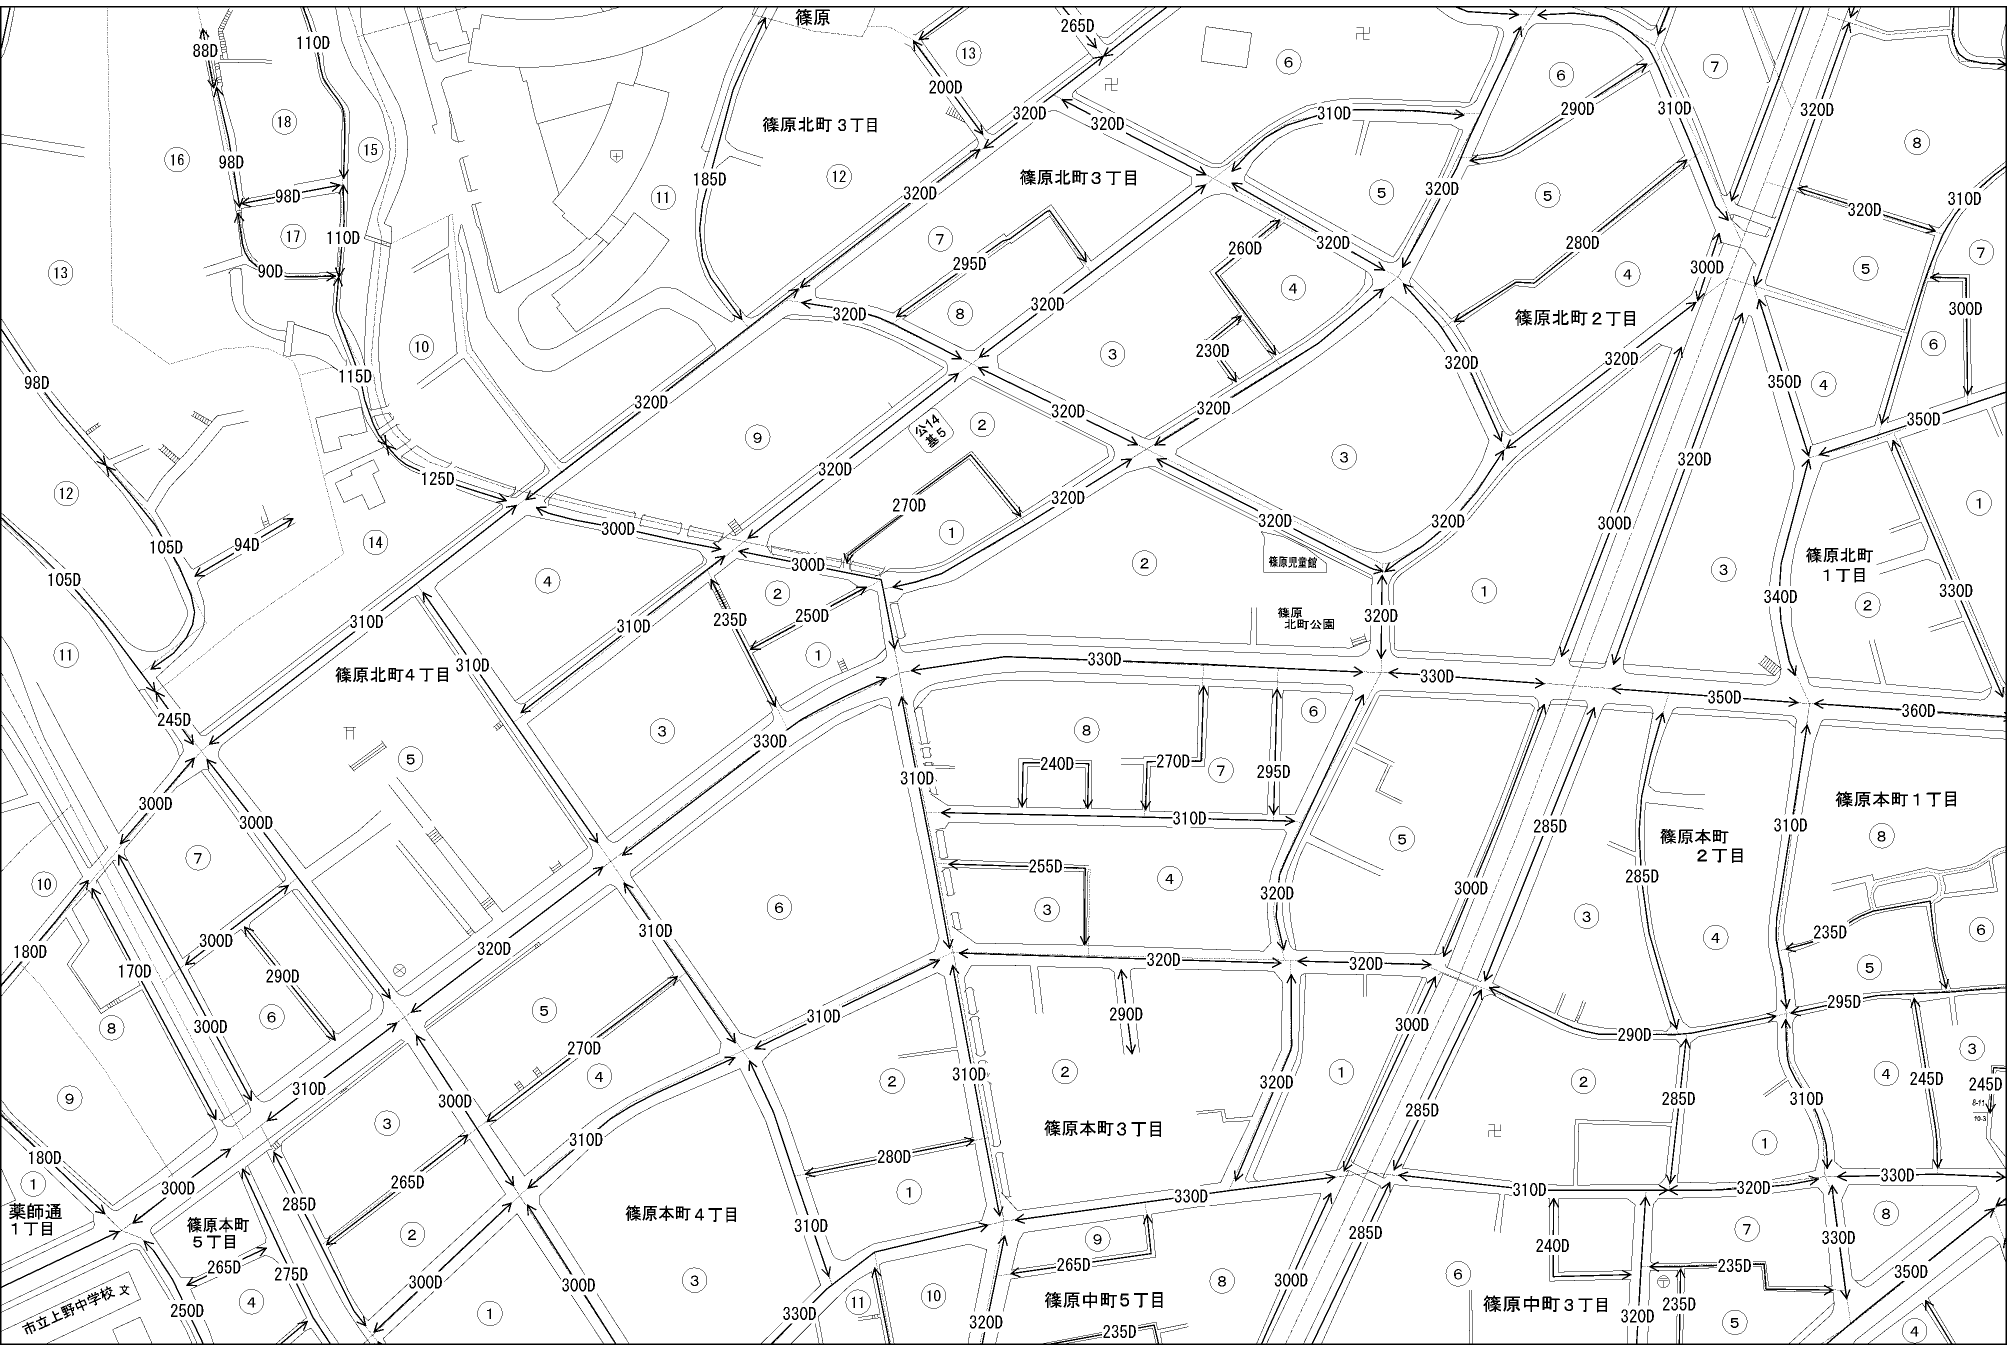 篠原
265D
88D
110D
⑬
⑥
⑥
⑦
200D
⑱
篠原北町3丁目
320D
320D
310D
290D
310D
320D
⑮
⑯
98D
185D
⑫
篠原北町3丁目
⑧
98D
⑪
320D
⑤
320D
⑤
310D
320D
⑰
110D
⑦
260D
320D
280D
⑬
90D
295D
④
④
300D
⑤
⑦
320D
⑧
320D
篠原北町2丁目
300D
⑩
③
230D
320D
320D
⑥
98D
115D
350D
④
320D
320D
320D
350D
⑨
公14
基5
②
③
320D
320D
⑫
125D
270D
320D
①
300D
①
320D
320D
300D
⑭
105D
94D
300D
②
篠原児童館
篠原北町
1丁目
105D
④
②
③
250D
235D
①
340D
②
330D
310D
310D
篠原
北町公園
320D
⑪
310D
①
330D
330D
篠原北町4丁目
350D
360D
245D
③
⑧
⑥
⑤
330D
310D
240D
270D
⑦
295D
300D
310D
篠原本町1丁目
300D
285D
310D
篠原本町
2丁目
⑧
⑦
⑤
⑩
255D
④
285D
300D
⑥
③
320D
③
④
235D
⑥
180D
300D
310D
320D
170D
290D
320D
320D
⑤
⑥
⑤
310D
290D
300D
295D
⑧
300D
290D
270D
③
④
②
310D
②
320D
①
②
④
245D
245D
⑨
310D
300D
③
285D
285D
310D
8-11
10-3
310D
篠原本町3丁目
①
180D
280D
①
265D
300D
330D
310D
320D
330D
薬師通
1丁目
285D
篠原本町
5丁目
②
篠原本町4丁目
310D
⑨
285D
⑦
⑧
240D
330D
265D
275D
300D
300D
③
265D
⑧
300D
⑥
235D
350D
市立上野中学校 文
250D
④
①
330D
⑪
⑩
320D
篠原中町5丁目
235D
篠原中町3丁目
320D
235D
⑤
④